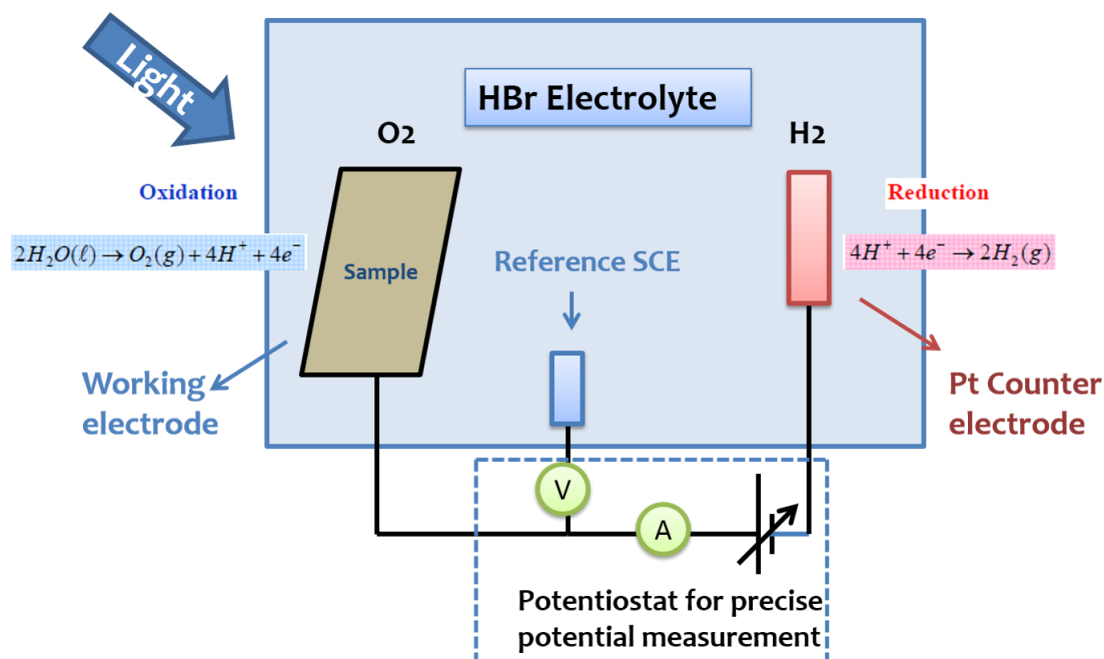 Light
HBr Electrolyte
O2
H2
Oxidation
Reduction
2H₂O(ℓ) → O₂(g) + 4H⁺ + 4e⁻
4H⁺ + 4e⁻ → 2H₂(g)
Sample
Reference SCE
Working
electrode
Pt Counter
electrode
V
A
Potentiostat for precise
potential measurement